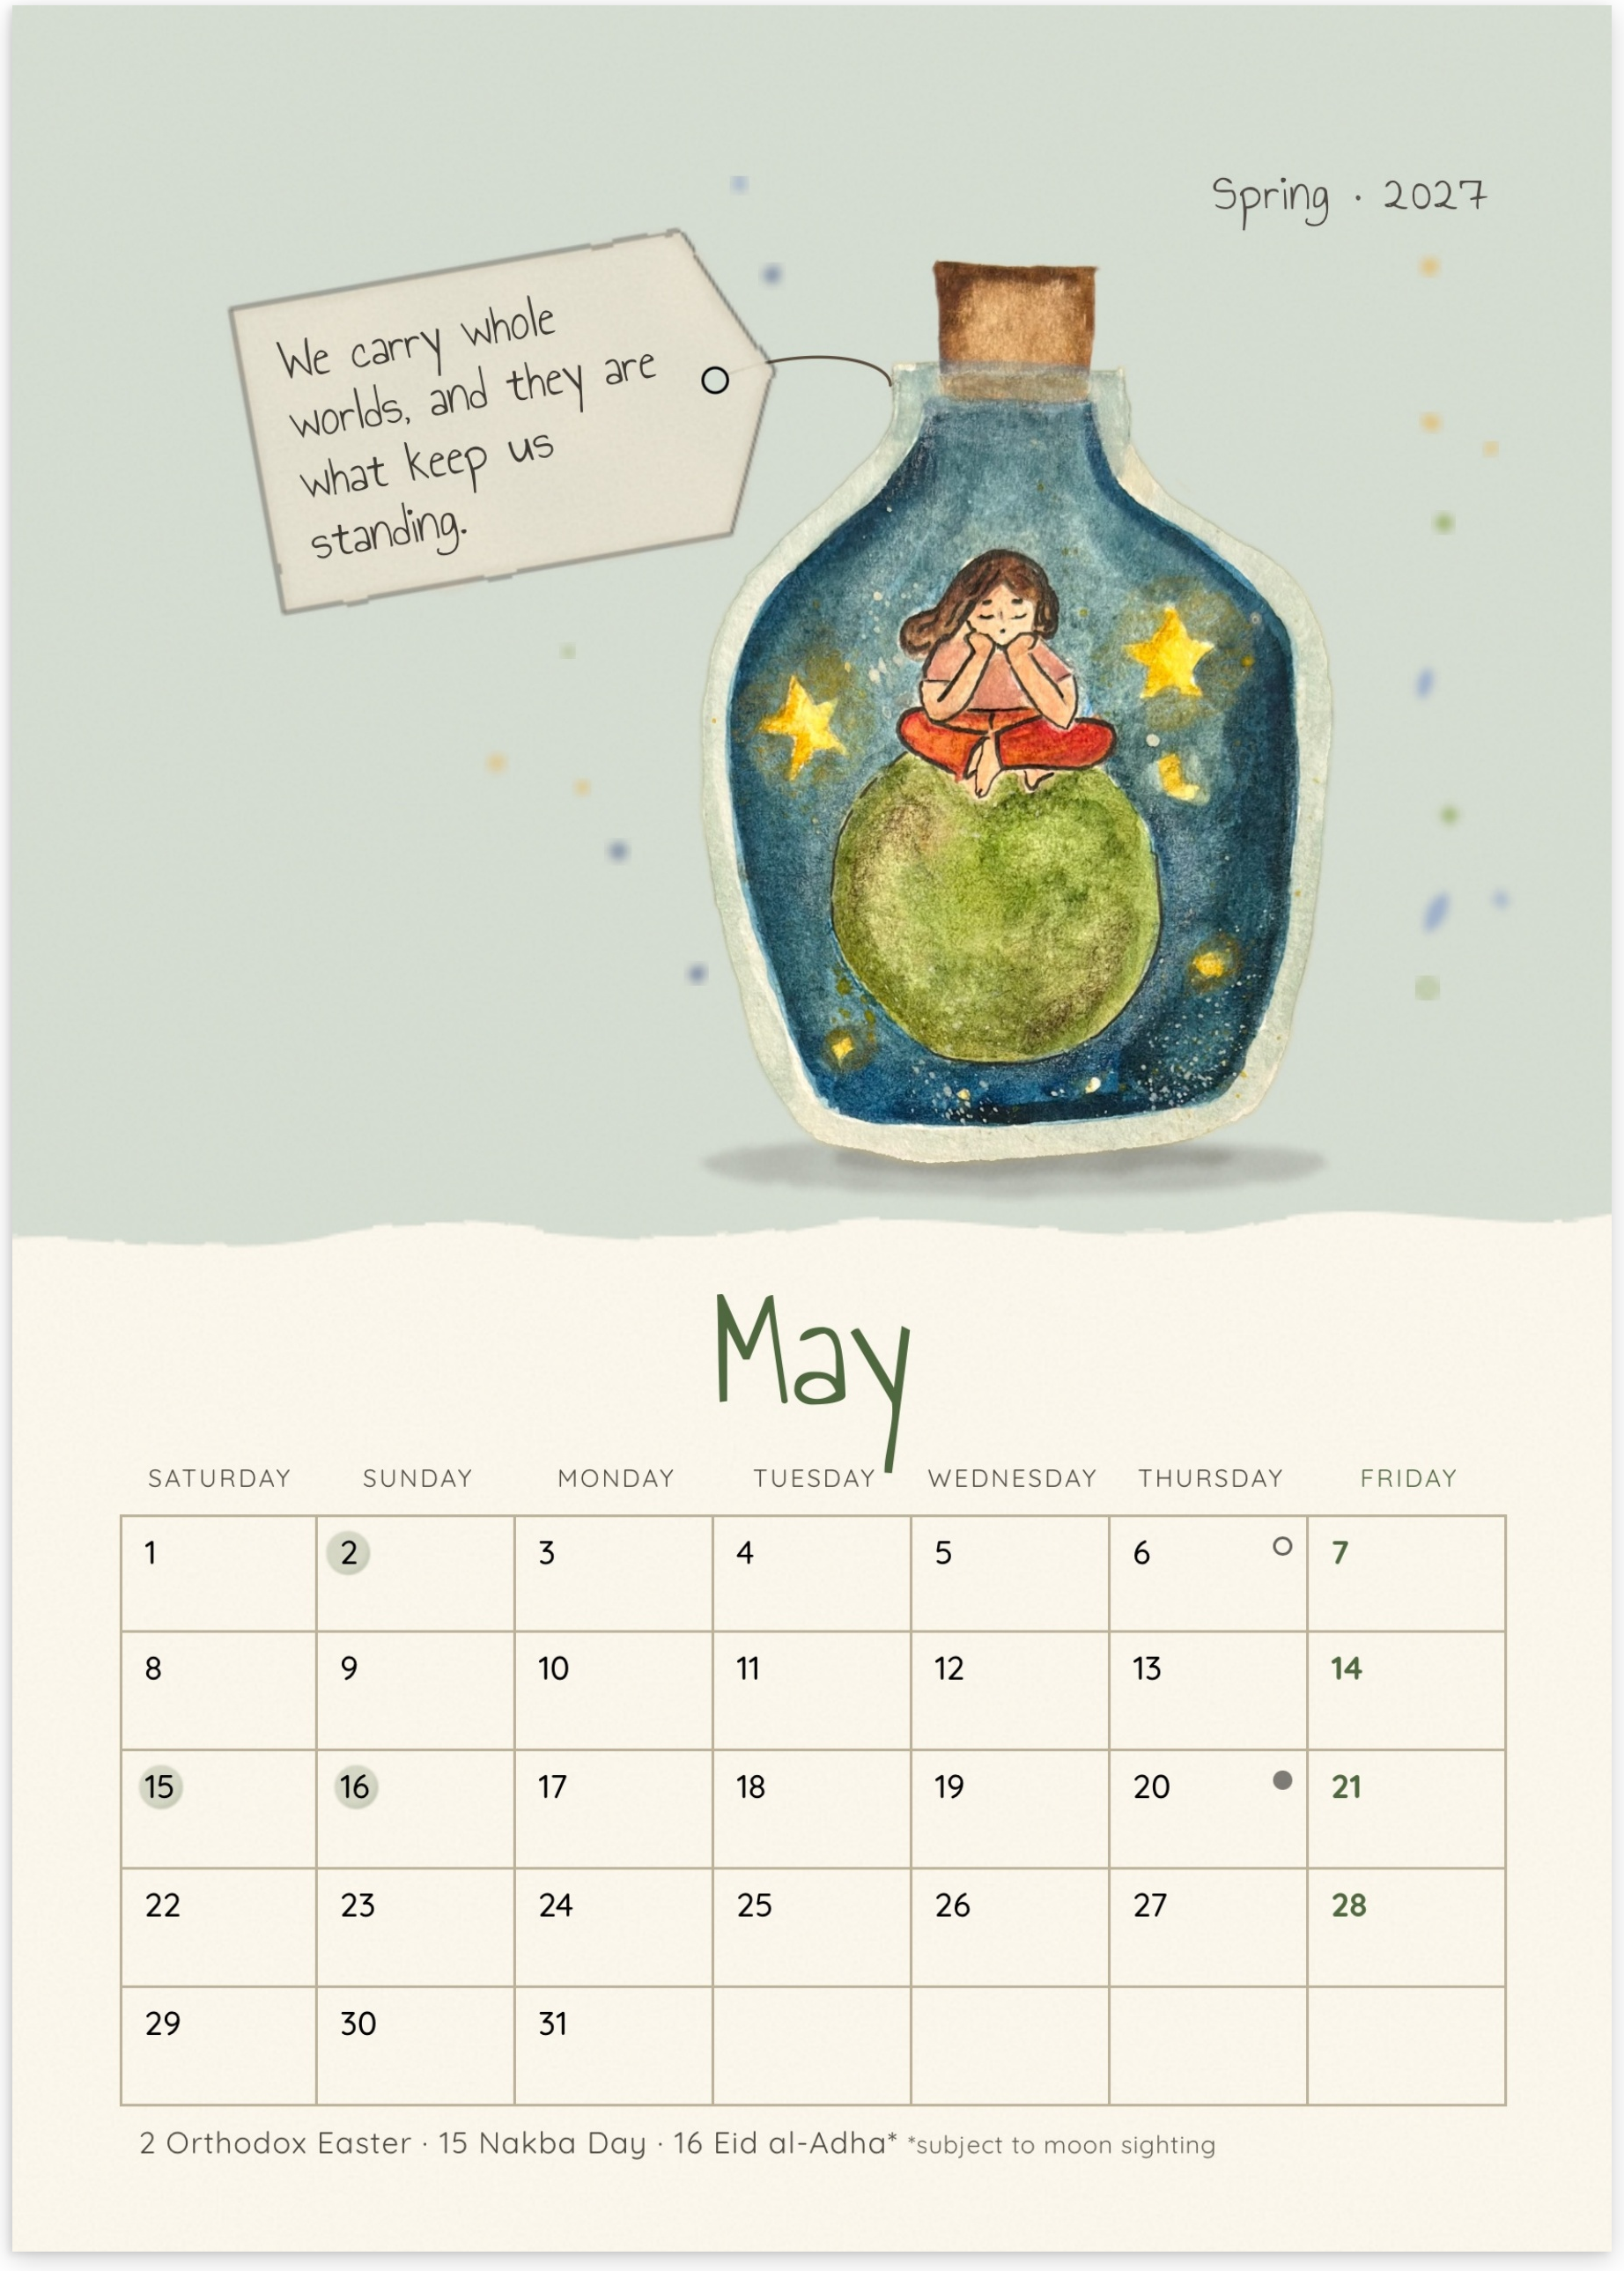 Spring · 2027
We carry whole
worlds, and they are
what keep us
standing.
May
SATURDAY SUNDAY MONDAY TUESDAY WEDNESDAY THURSDAY FRIDAY
1 2 3 4 5 6 7
8 9 10 11 12 13 14
15 16 17 18 19 20 21
22 23 24 25 26 27 28
29 30 31
2 Orthodox Easter · 15 Nakba Day · 16 Eid al-Adha* *subject to moon sighting